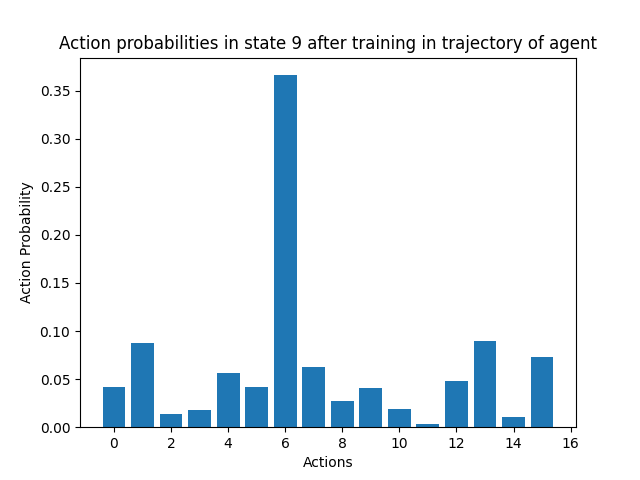 Action probabilities in state 9 after training in trajectory of agent
Action Probability
0.35
0.30
0.25
0.20
0.15
0.10
0.05
0.00
0 2 4 6 8 10 12 14 16
Actions